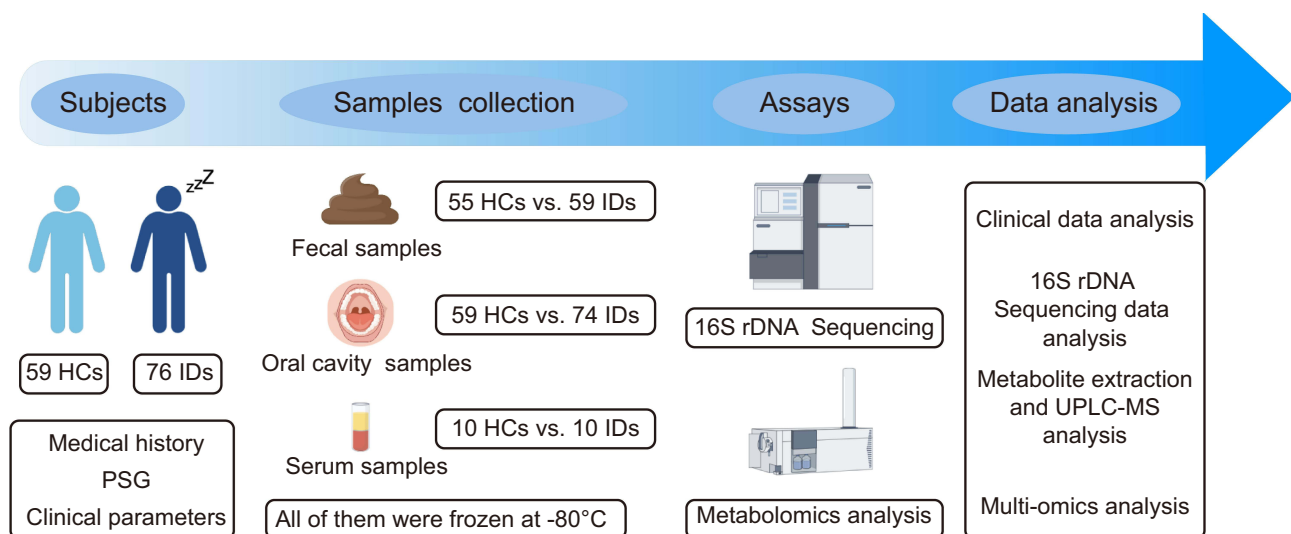 Subjects
Samples collection
Assays
Data analysis
zzZ
59 HCs
76 IDs
Medical history
PSG
Clinical parameters
Fecal samples
55 HCs vs. 59 IDs
Oral cavity samples
59 HCs vs. 74 IDs
Serum samples
10 HCs vs. 10 IDs
All of them were frozen at -80°C
16S rDNA Sequencing
Metabolomics analysis
Clinical data analysis
16S rDNA
Sequencing data
analysis
Metabolite extraction
and UPLC-MS
analysis
Multi-omics analysis